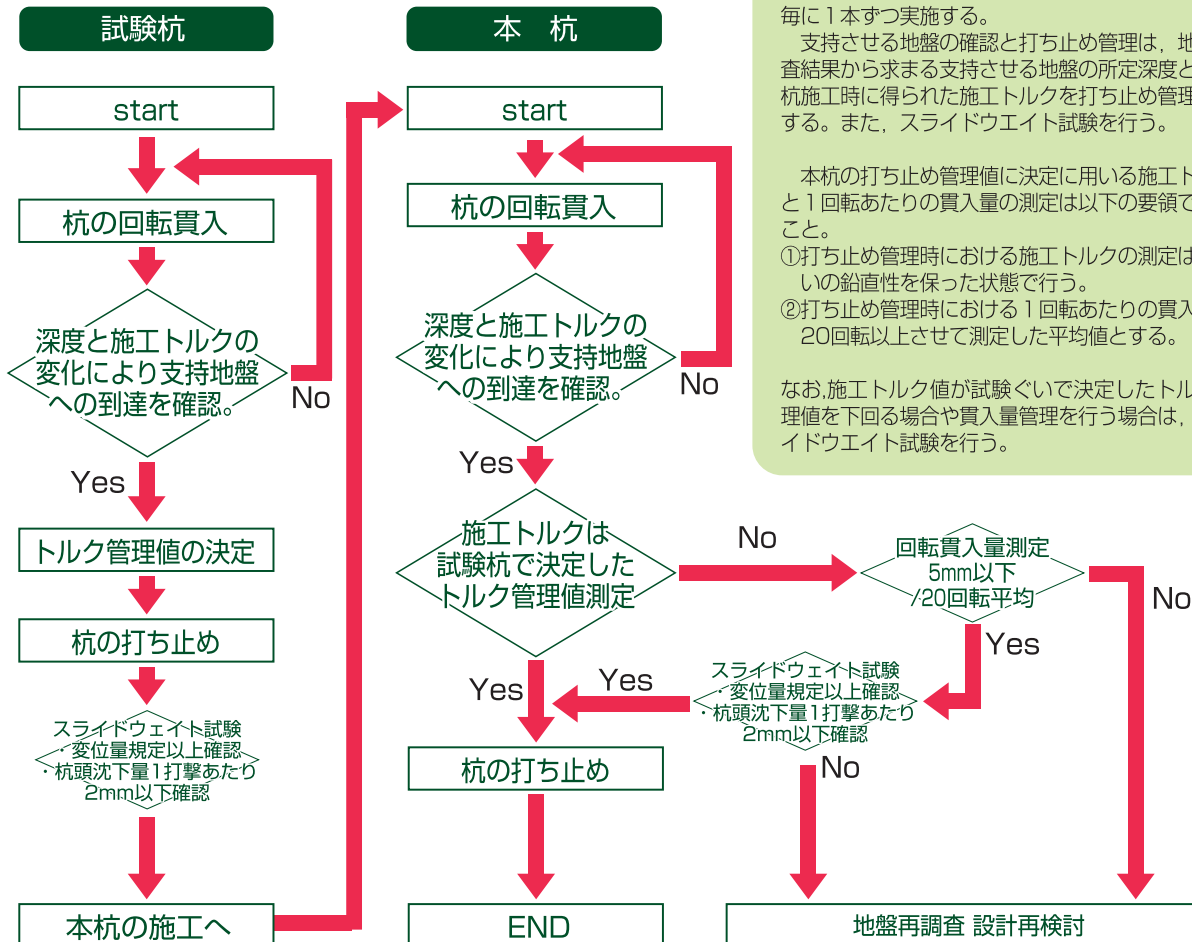 試験杭
start
杭の回転貫入
深度と施工トルクの
変化により支持地盤
への到達を確認。
No
Yes
トルク管理値の決定
杭の打ち止め
スライドウェイト試験
・変位量規定以上確認
・杭頭沈下量1打撃あたり
2mm以下確認
本杭の施工へ
本 杭
start
杭の回転貫入
深度と施工トルクの
変化により支持地盤
への到達を確認。
No
Yes
施工トルクは
試験杭で決定した
トルク管理値測定
No
回転貫入量測定
5mm以下
/20回転平均
No
Yes
スライドウェイト試験
・変位量規定以上確認
・杭頭沈下量1打撃あたり
2mm以下確認
Yes
Yes
No
杭の打ち止め
END
地盤再調査 設計再検討
毎に1本ずつ実施する。
支持させる地盤の確認と打ち止め管理は，地
査結果から求まる支持させる地盤の所定深度と
杭施工時に得られた施工トルクを打ち止め管理
する。また，スライドウエイト試験を行う。
本杭の打ち止め管理値に決定に用いる施工ト
と1回転あたりの貫入量の測定は以下の要領で
こと。
①打ち止め管理時における施工トルクの測定は
いの鉛直性を保った状態で行う。
②打ち止め管理時における1回転あたりの貫入
20回転以上させて測定した平均値とする。
なお,施工トルク値が試験ぐいで決定したトル
理値を下回る場合や貫入量管理を行う場合は，
イドウエイト試験を行う。